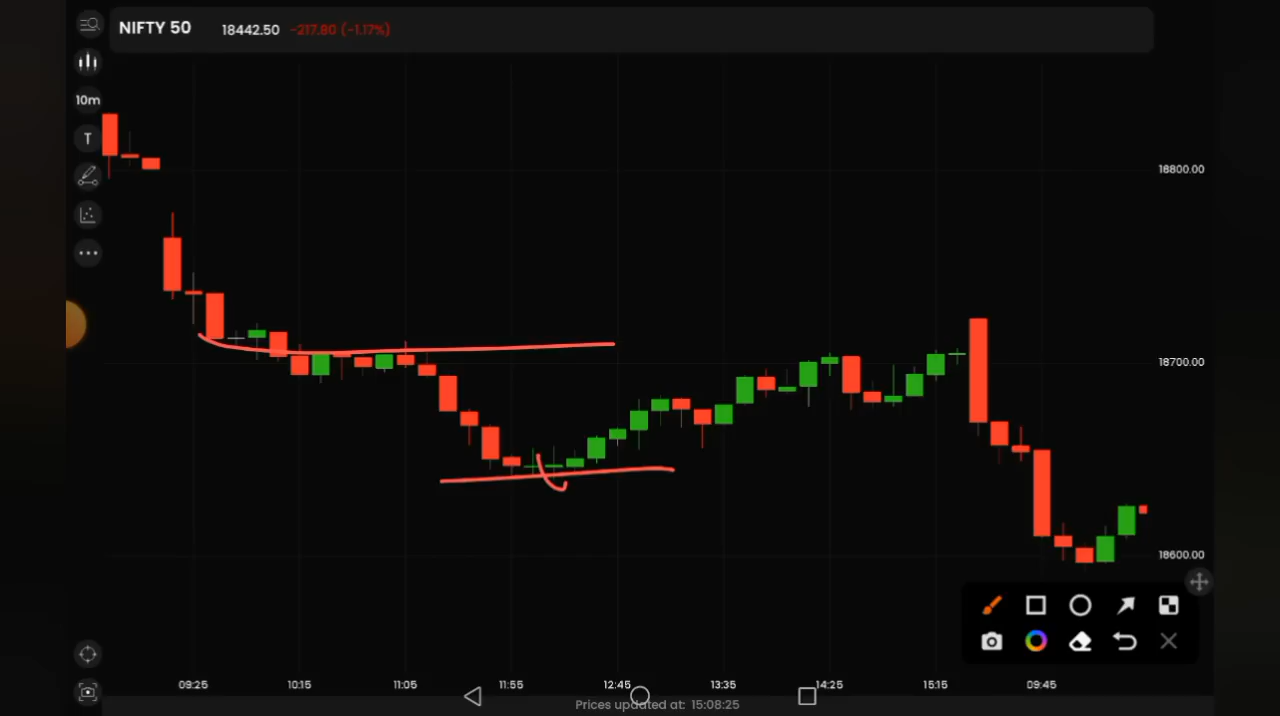 NIFTY 50 18442.50 -217.80 (-1.17%)
10m
T
18800.00
18700.00
18600.00
09:25 10:15 11:05 11:55 12:45 13:35 14:25 15:15 09:45
Prices updated at: 15:08:25